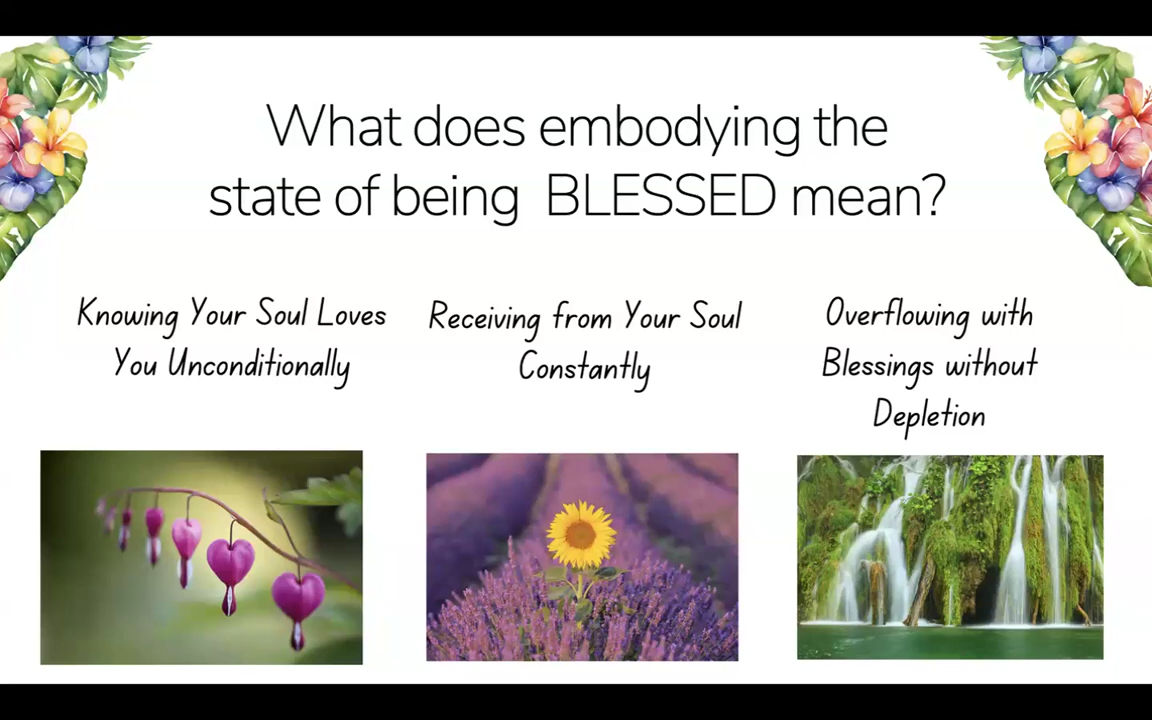 What does embodying the
state of being BLESSED mean?
Knowing Your Soul Loves
You Unconditionally
Receiving from Your Soul
Constantly
Overflowing with
Blessings without
Depletion